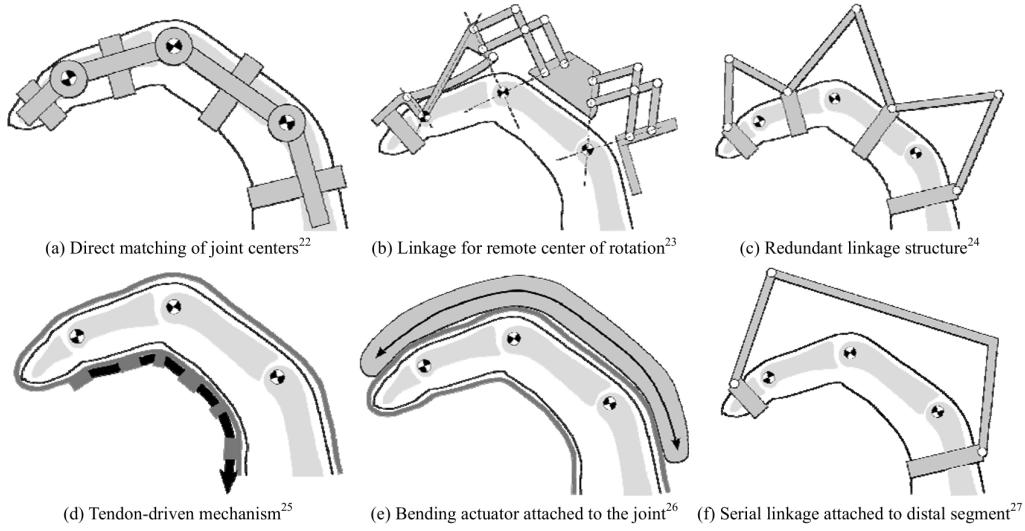 (a) Direct matching of joint centers22
(b) Linkage for remote center of rotation23
(c) Redundant linkage structure24
(d) Tendon-driven mechanism25
(e) Bending actuator attached to the joint26
(f) Serial linkage attached to distal segment27